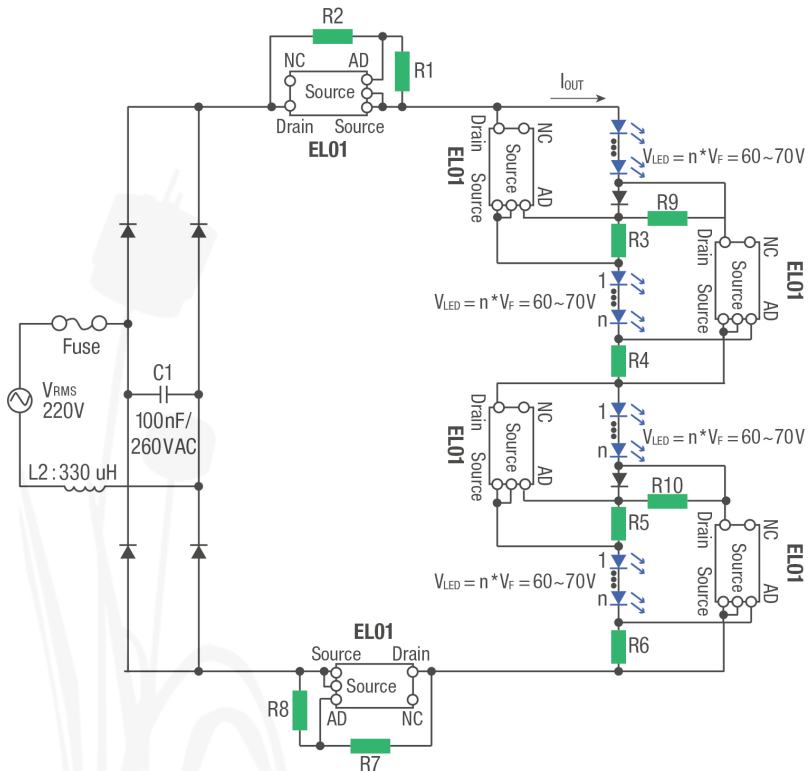 R2
NC
AD
R1
Source
Drain
Source
EL01
IOUT
EL01
Drain
NC
Source
Source
AD
VLED = n*VF = 60~70V
R9
R3
NC
Drain
Source
Source
AD
EL01
1
VLED = n*VF = 60~70V
n
R4
Fuse
VRMS
220V
C1
100nF/
260VAC
L2 : 330 uH
EL01
Drain
NC
Source
Source
AD
1
VLED = n*VF = 60~70V
n
R10
R5
NC
Drain
Source
Source
AD
EL01
1
VLED = n*VF = 60~70V
n
R6
EL01
Source
Drain
Source
R8
AD
NC
R7